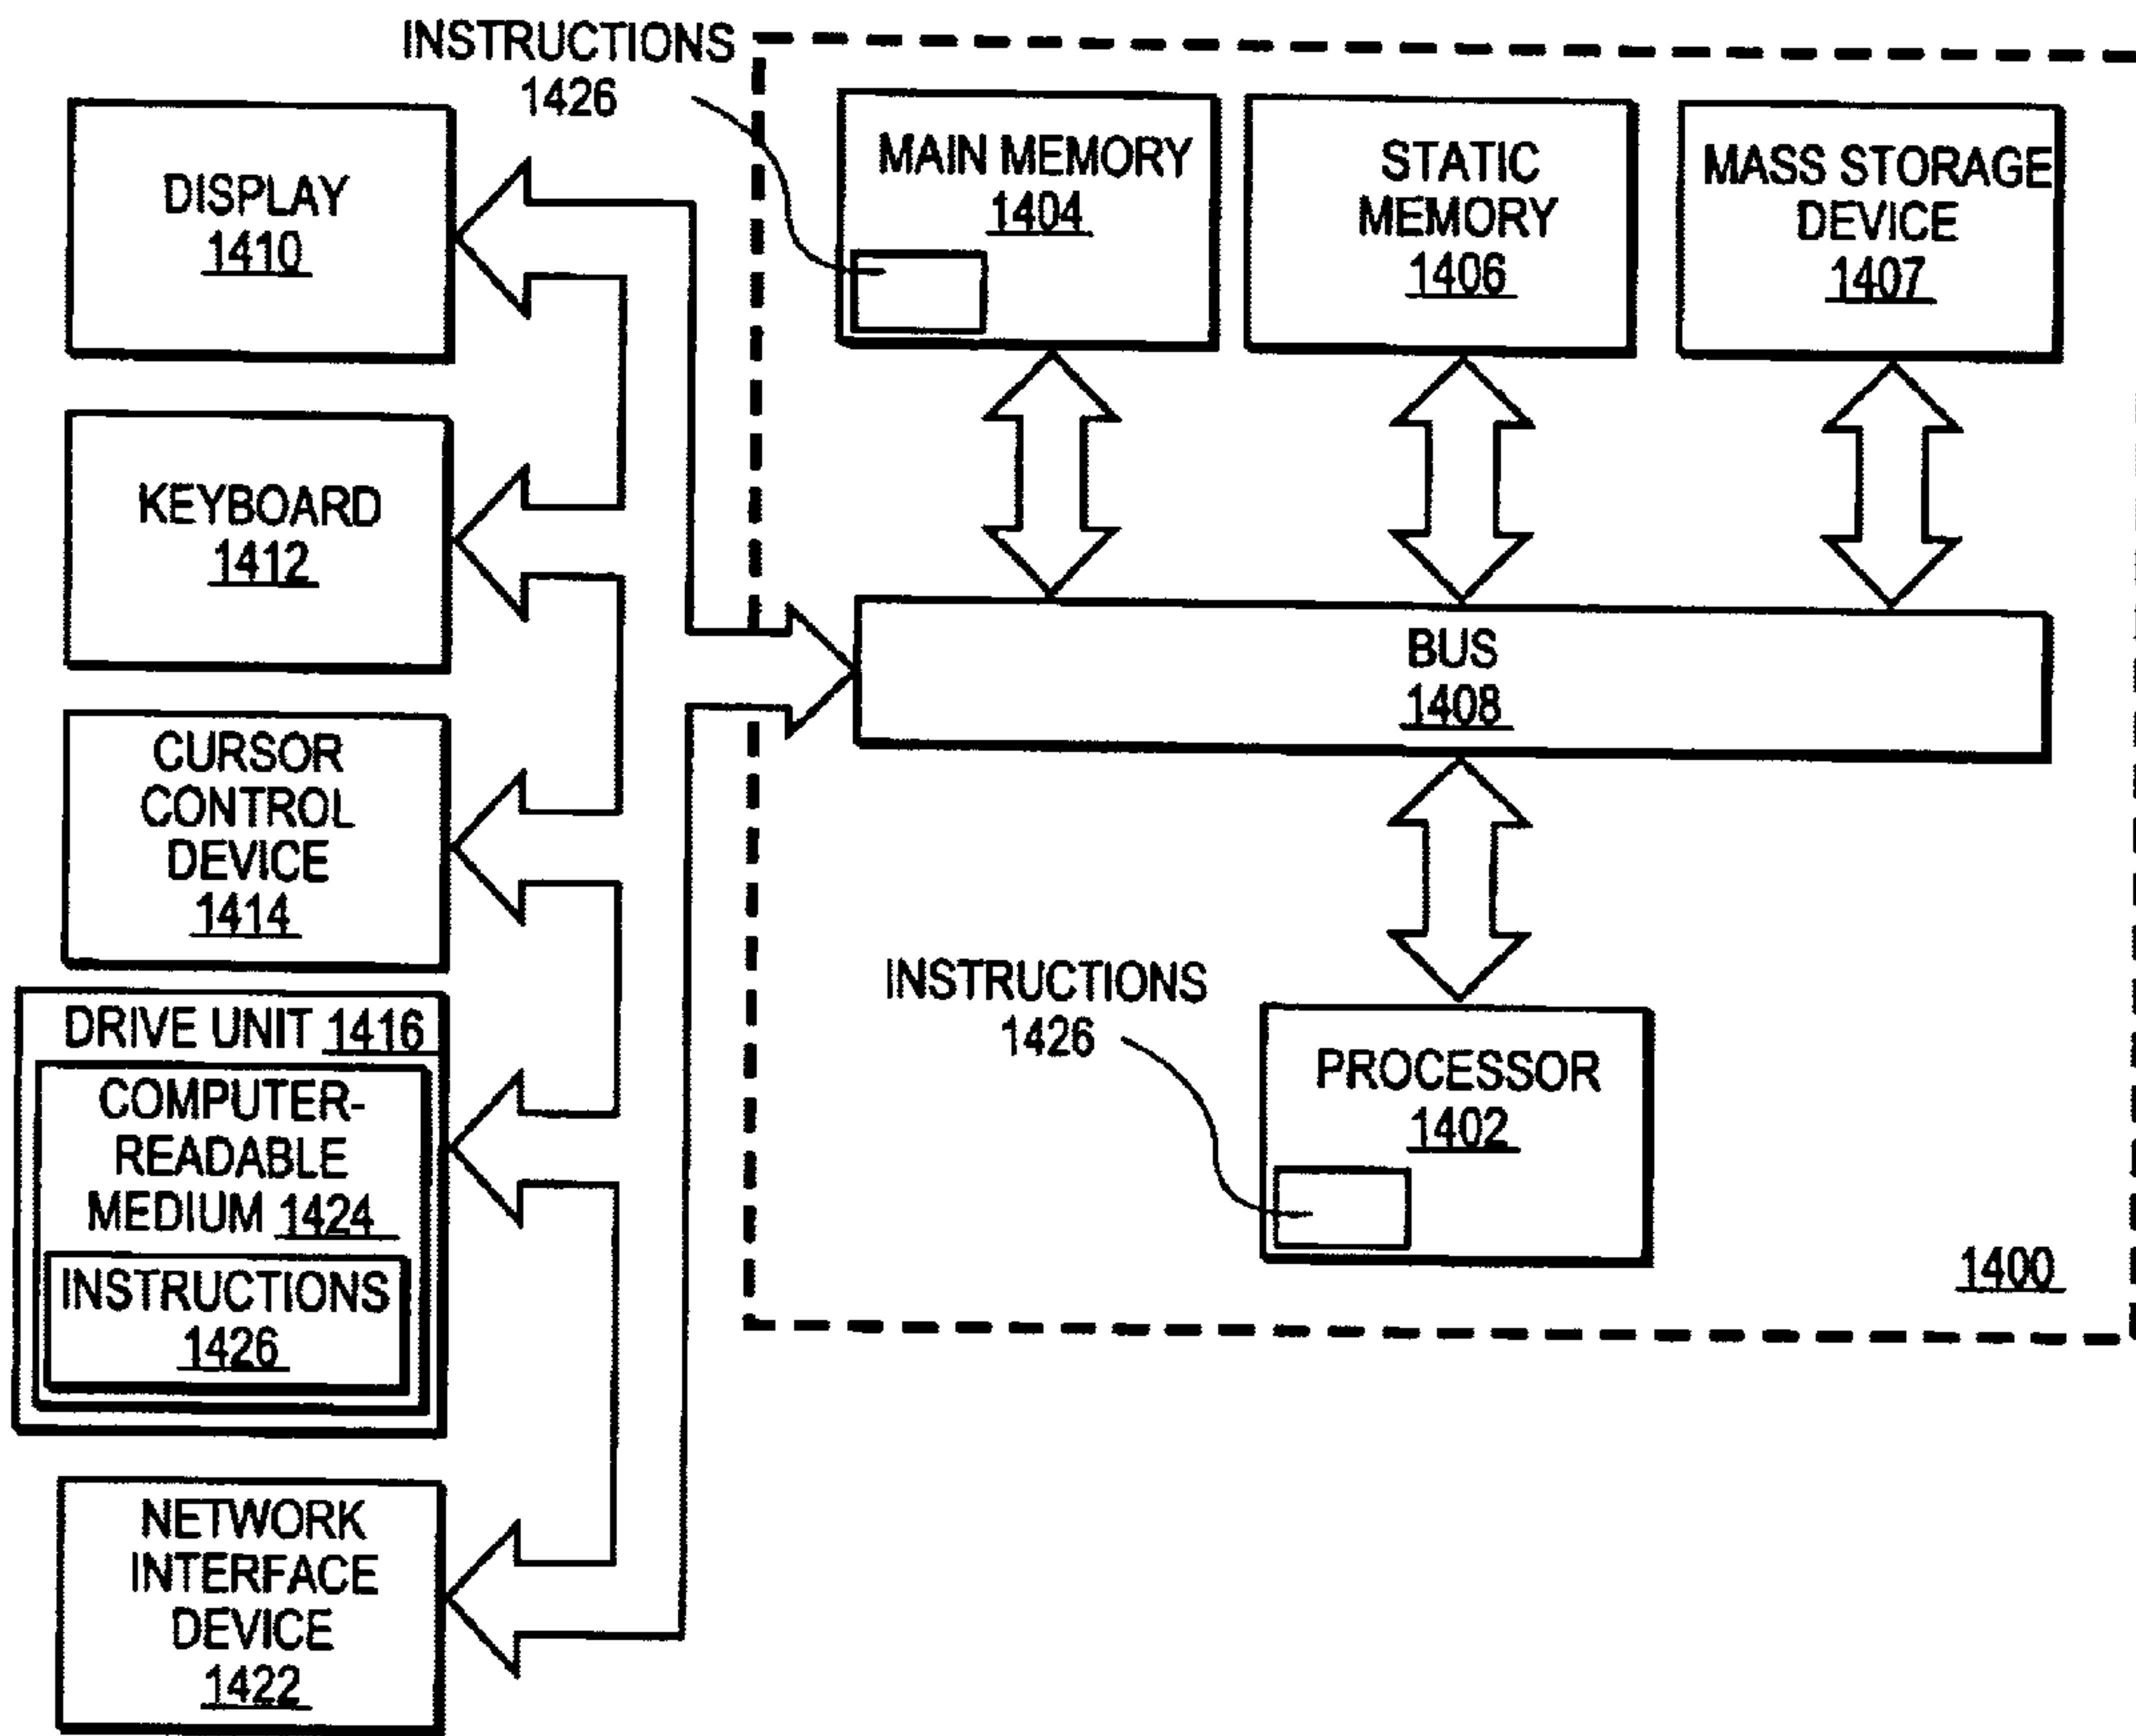 INSTRUCTIONS
1426
DISPLAY
1410
KEYBOARD
1412
CURSOR
CONTROL
DEVICE
1414
DRIVE UNIT 1416
COMPUTER-
READABLE
MEDIUM 1424
INSTRUCTIONS
1426
NETWORK
INTERFACE
DEVICE
1422
MAIN MEMORY
1404
STATIC
MEMORY
1406
MASS STORAGE
DEVICE
1407
BUS
1408
INSTRUCTIONS
1426
PROCESSOR
1402
1400